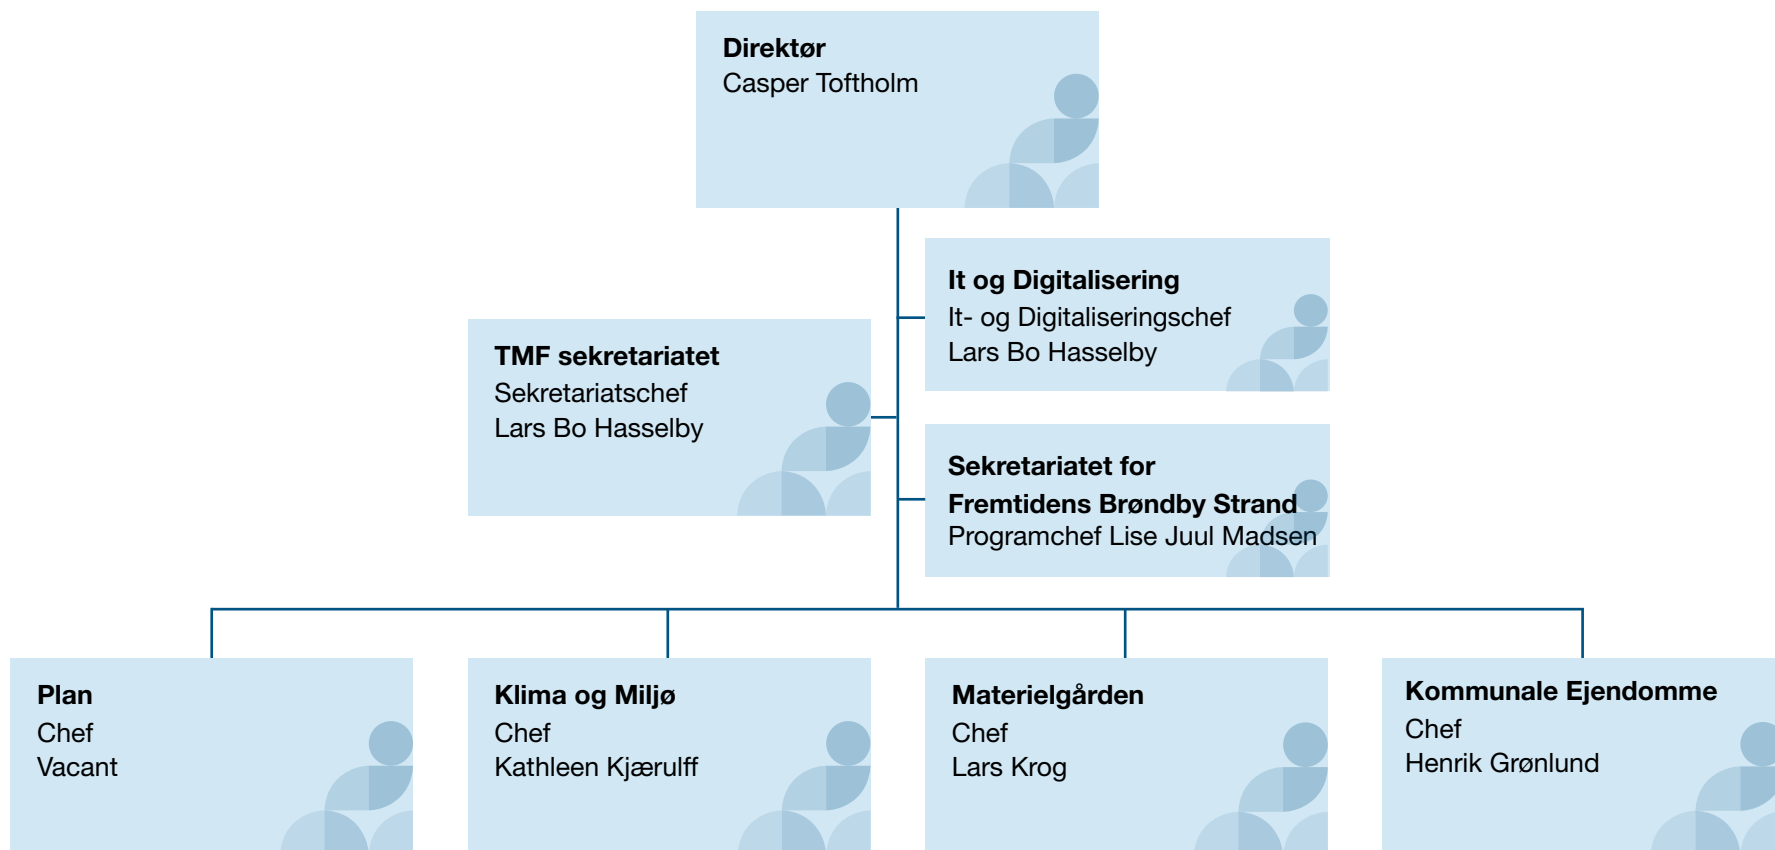 Direktør
Casper Toftholm
It og Digitalisering
It- og Digitaliseringschef
Lars Bo Hasselby
TMF sekretariatet
Sekretariatschef
Lars Bo Hasselby
Sekretariatet for
Fremtidens Brøndby Strand
Programchef Lise Juul Madsen
Plan
Chef
Vacant
Klima og Miljø
Chef
Kathleen Kjærulff
Materielgården
Chef
Lars Krog
Kommunale Ejendomme
Chef
Henrik Grønlund